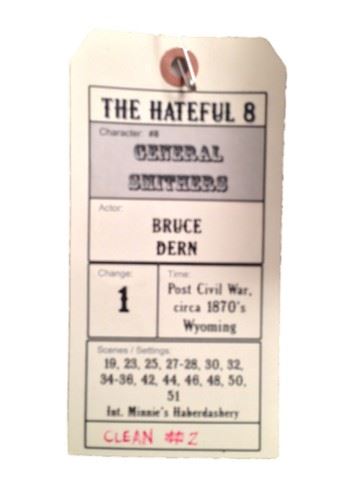 THE HATEFUL 8
Character: #8
GENERAL
SMITHERS
Actor:
BRUCE
DERN
Change:
1
Time:
Post Civil War,
circa 1870's
Wyoming
Scenes / Settings:
19, 23, 25, 27-28, 30, 32,
34-36, 42, 44, 46, 48, 50,
51
Int. Minnie's Haberdashery
CLEAN #2